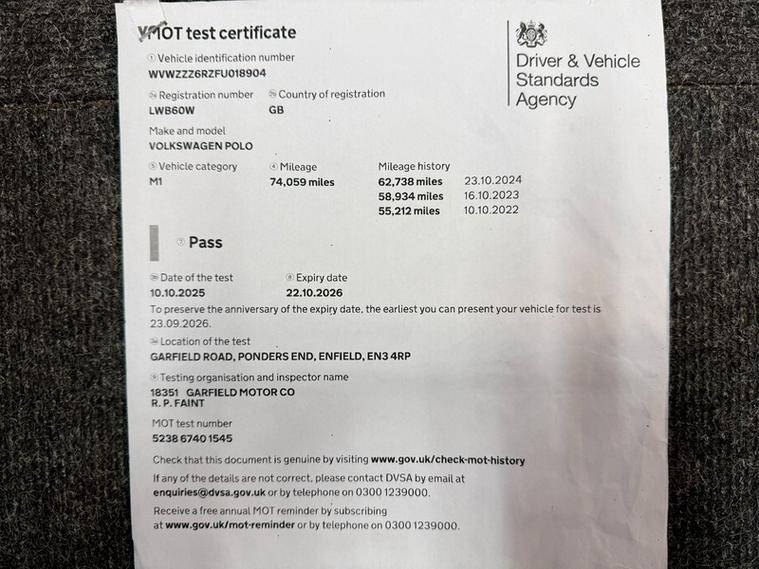 MOT test certificate
Driver & Vehicle
Standards
Agency
① Vehicle identification number
WVWZZZ6RZFU018904
Registration number Country of registration
LWB60W GB
Make and model
VOLKSWAGEN POLO
Vehicle category ④ Mileage Mileage history
M1 74,059 miles 62,738 miles 23.10.2024
58,934 miles 16.10.2023
55,212 miles 10.10.2022
⑦ Pass
Date of the test ⑧ Expiry date
10.10.2025 22.10.2026
To preserve the anniversary of the expiry date, the earliest you can present your vehicle for test is
23.09.2026.
Location of the test
GARFIELD ROAD, PONDERS END, ENFIELD, EN3 4RP
Testing organisation and inspector name
18351 GARFIELD MOTOR CO
R. P. FAINT
MOT test number
5238 6740 1545
Check that this document is genuine by visiting www.gov.uk/check-mot-history
If any of the details are not correct, please contact DVSA by email at
enquiries@dvsa.gov.uk or by telephone on 0300 1239000.
Receive a free annual MOT reminder by subscribing
at www.gov.uk/mot-reminder or by telephone on 0300 1239000.